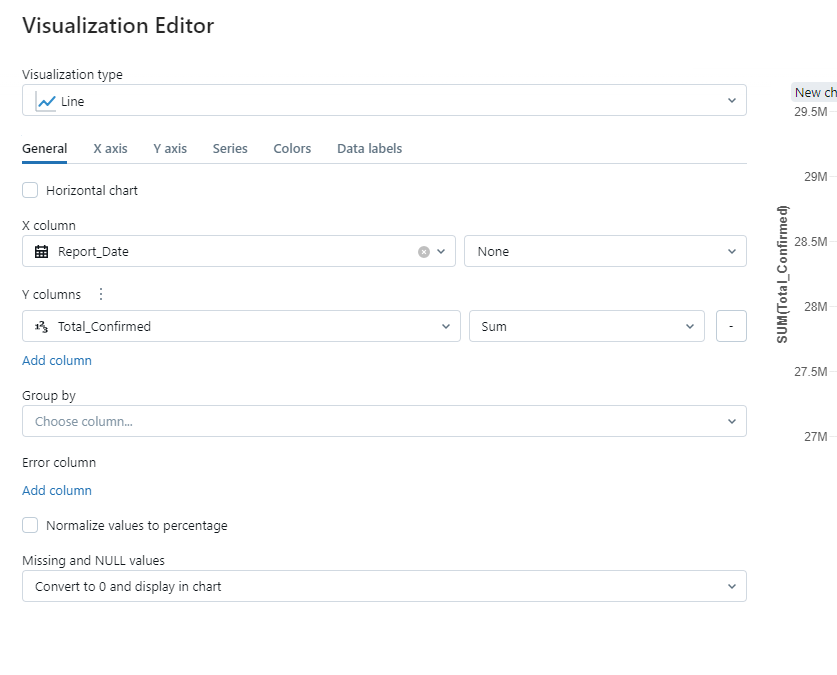 Visualization Editor
Visualization type
Line
General X axis Y axis Series Colors Data labels
Horizontal chart
X column
Report_Date None
Y columns
123 Total_Confirmed Sum -
Add column
Group by
Choose column...
Error column
Add column
Normalize values to percentage
Missing and NULL values
Convert to 0 and display in chart
New ch
29.5M
29M
28.5M
28M
27.5M
27M
SUM(Total_Confirmed)